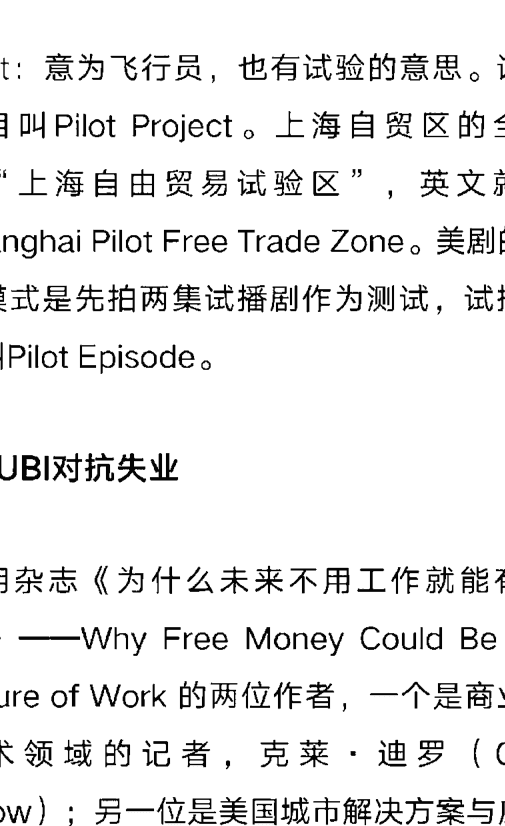 t：意为飞行员，也有试验的意思。
叫Pilot Project。上海自贸区的
“上海自由贸易试验区”，英文
nghai Pilot Free Trade Zone。美剧
模式是先拍两集试播剧作为测试，试
Pilot Episode。
UBI对抗失业
杂志《为什么未来不用工作就能
——Why Free Money Could Be
ure of Work 的两位作者，一个是商
术领域的记者，克莱·迪罗（
ow）；另一位是美国城市解决方案与